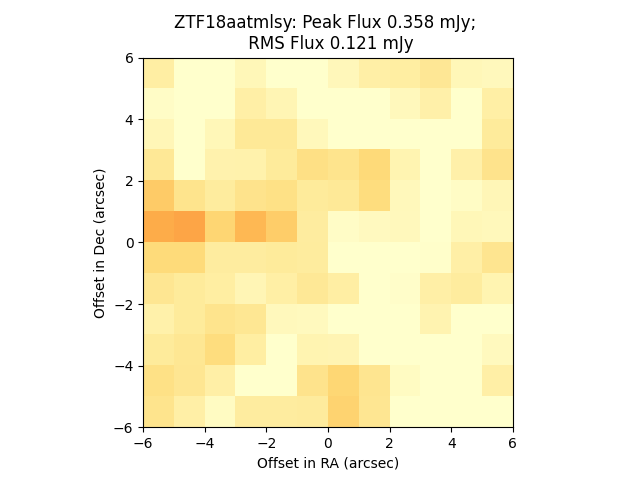 ZTF18aatmlsy: Peak Flux 0.358 mJy;
RMS Flux 0.121 mJy
6
4
2
0
−2
−4
−6
Offset in Dec (arcsec)
−6 −4 −2 0 2 4 6
Offset in RA (arcsec)